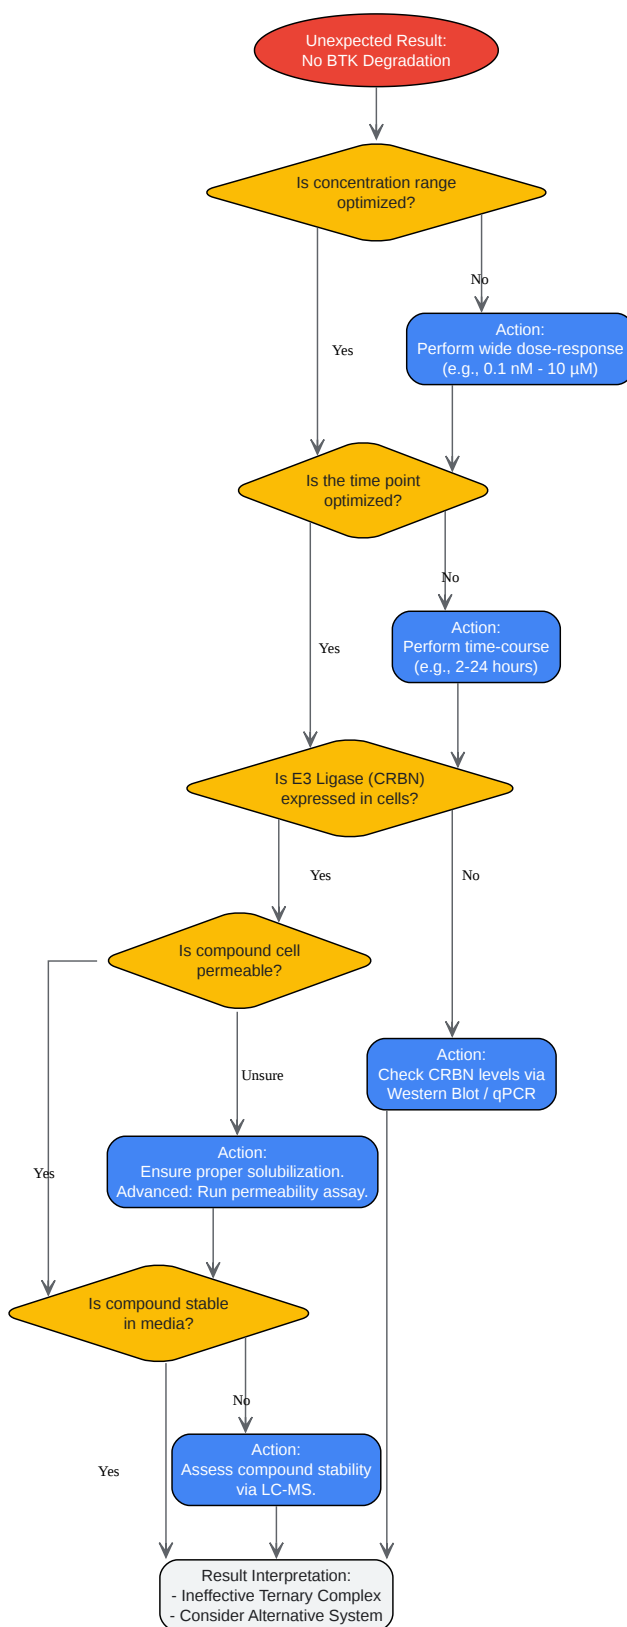 Unexpected Result:
No BTK Degradation
Is concentration range
optimized?
No
Action:
Perform wide dose-response
(e.g., 0.1 nM - 10 µM)
Yes
Is the time point
optimized?
No
Action:
Perform time-course
(e.g., 2-24 hours)
Yes
Is E3 Ligase (CRBN)
expressed in cells?
Yes
No
Is compound cell
permeable?
Action:
Check CRBN levels via
Western Blot / qPCR
Unsure
Action:
Ensure proper solubilization.
Advanced: Run permeability assay.
Yes
Is compound stable
in media?
No
Action:
Assess compound stability
via LC-MS.
Yes
Result Interpretation:
- Ineffective Ternary Complex
- Consider Alternative System